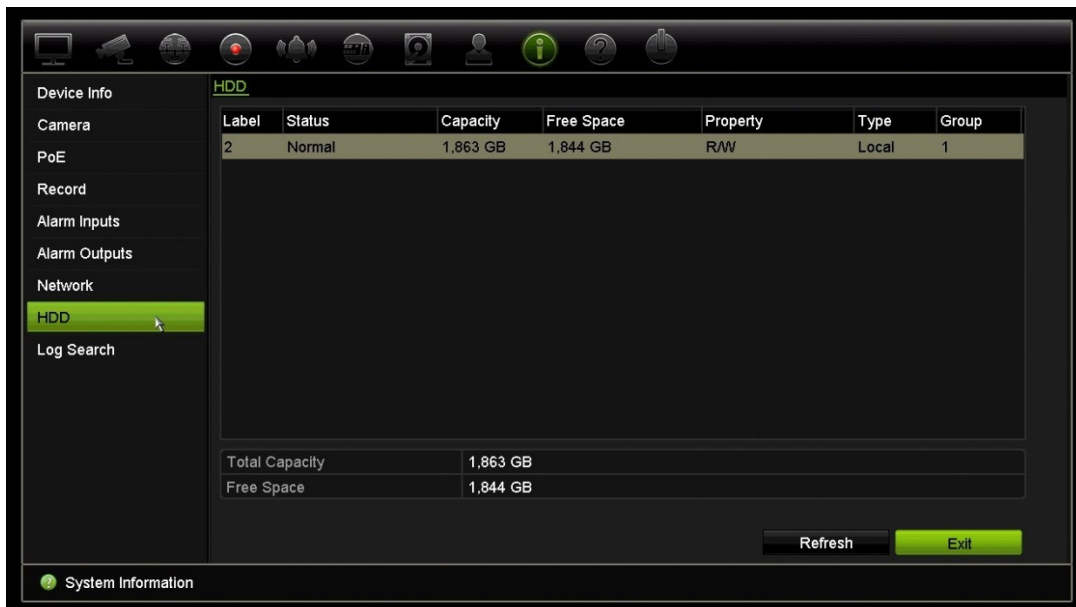 Device Info
Camera
PoE
Record
Alarm Inputs
Alarm Outputs
Network
HDD
Log Search
HDD
Label Status Capacity Free Space Property Type Group
2 Normal 1,863 GB 1,844 GB R/W Local 1
Total Capacity 1,863 GB
Free Space 1,844 GB
Refresh Exit
System Information